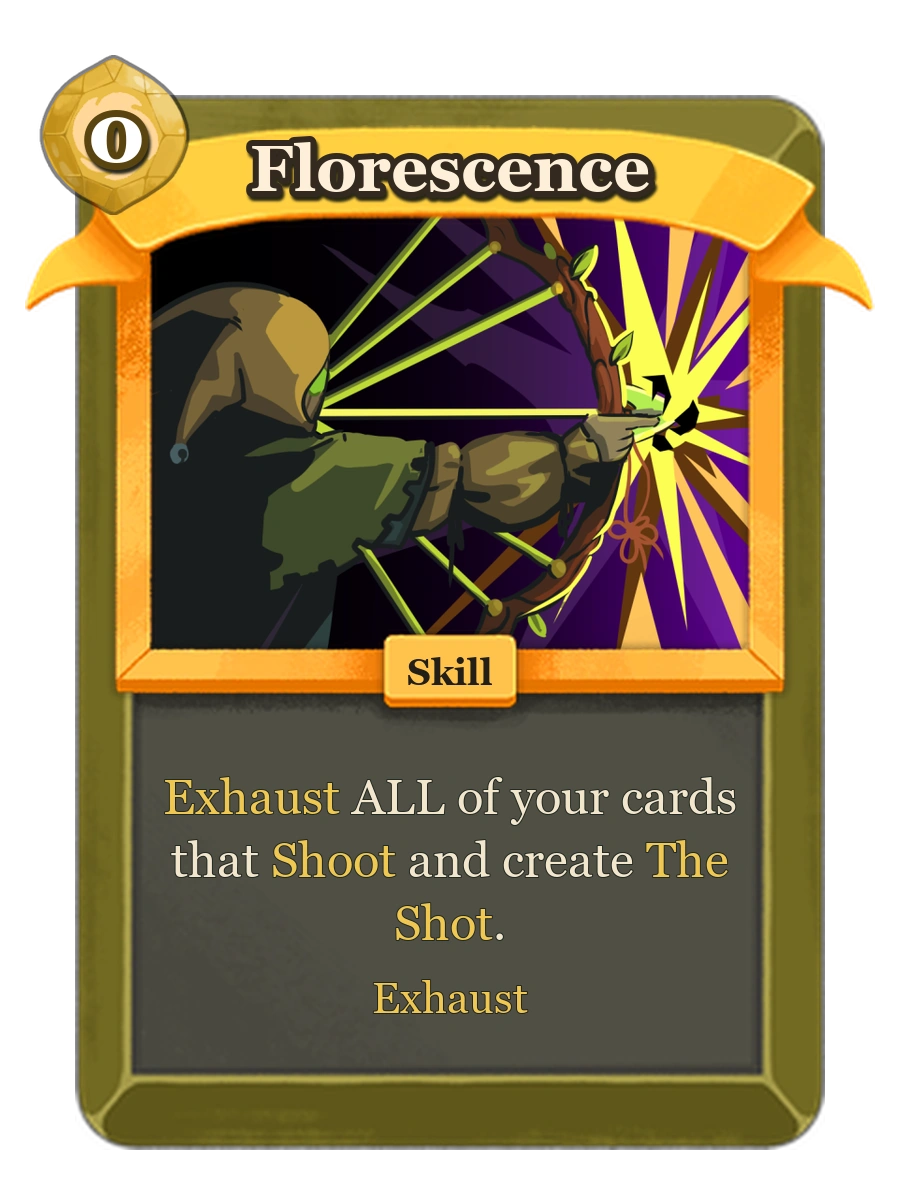 0
Florescence
Skill
Exhaust ALL of your cards
that Shoot and create The
Shot.
Exhaust